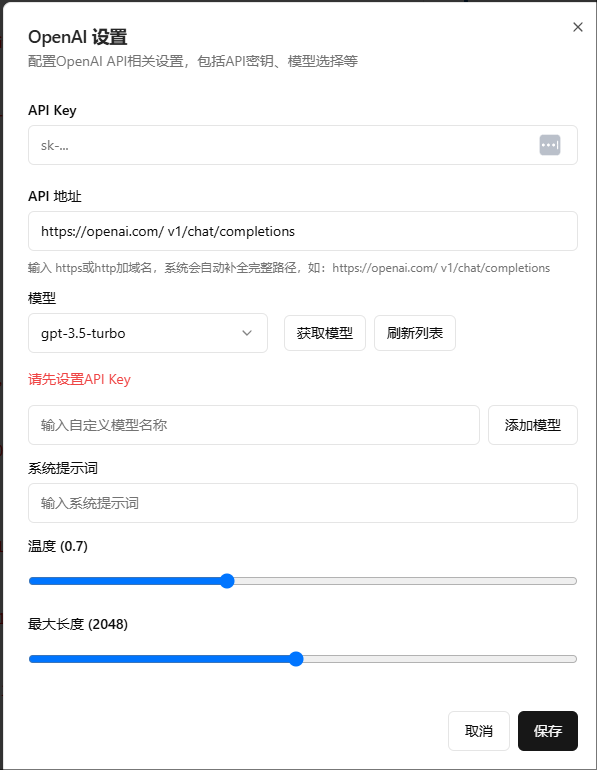 OpenAI 设置
配置OpenAI API相关设置，包括API密钥、模型选择等
API Key
sk-...
API 地址
https://openai.com/ v1/chat/completions
输入 https或http加域名，系统会自动补全完整路径，如：https://openai.com/ v1/chat/completions
模型
gpt-3.5-turbo 获取模型 刷新列表
请先设置API Key
输入自定义模型名称 添加模型
系统提示词
输入系统提示词
温度 (0.7)
最大长度 (2048)
取消 保存